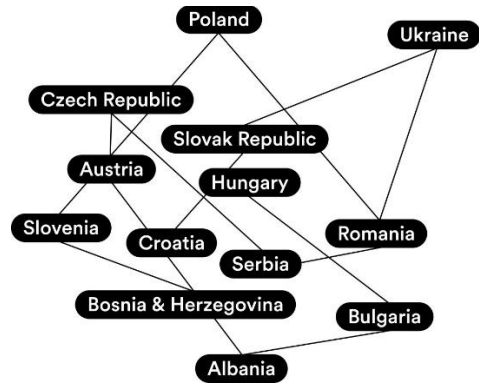 Poland
Ukraine
Czech Republic
Slovak Republic
Austria
Hungary
Slovenia
Croatia
Romania
Serbia
Bosnia & Herzegovina
Bulgaria
Albania